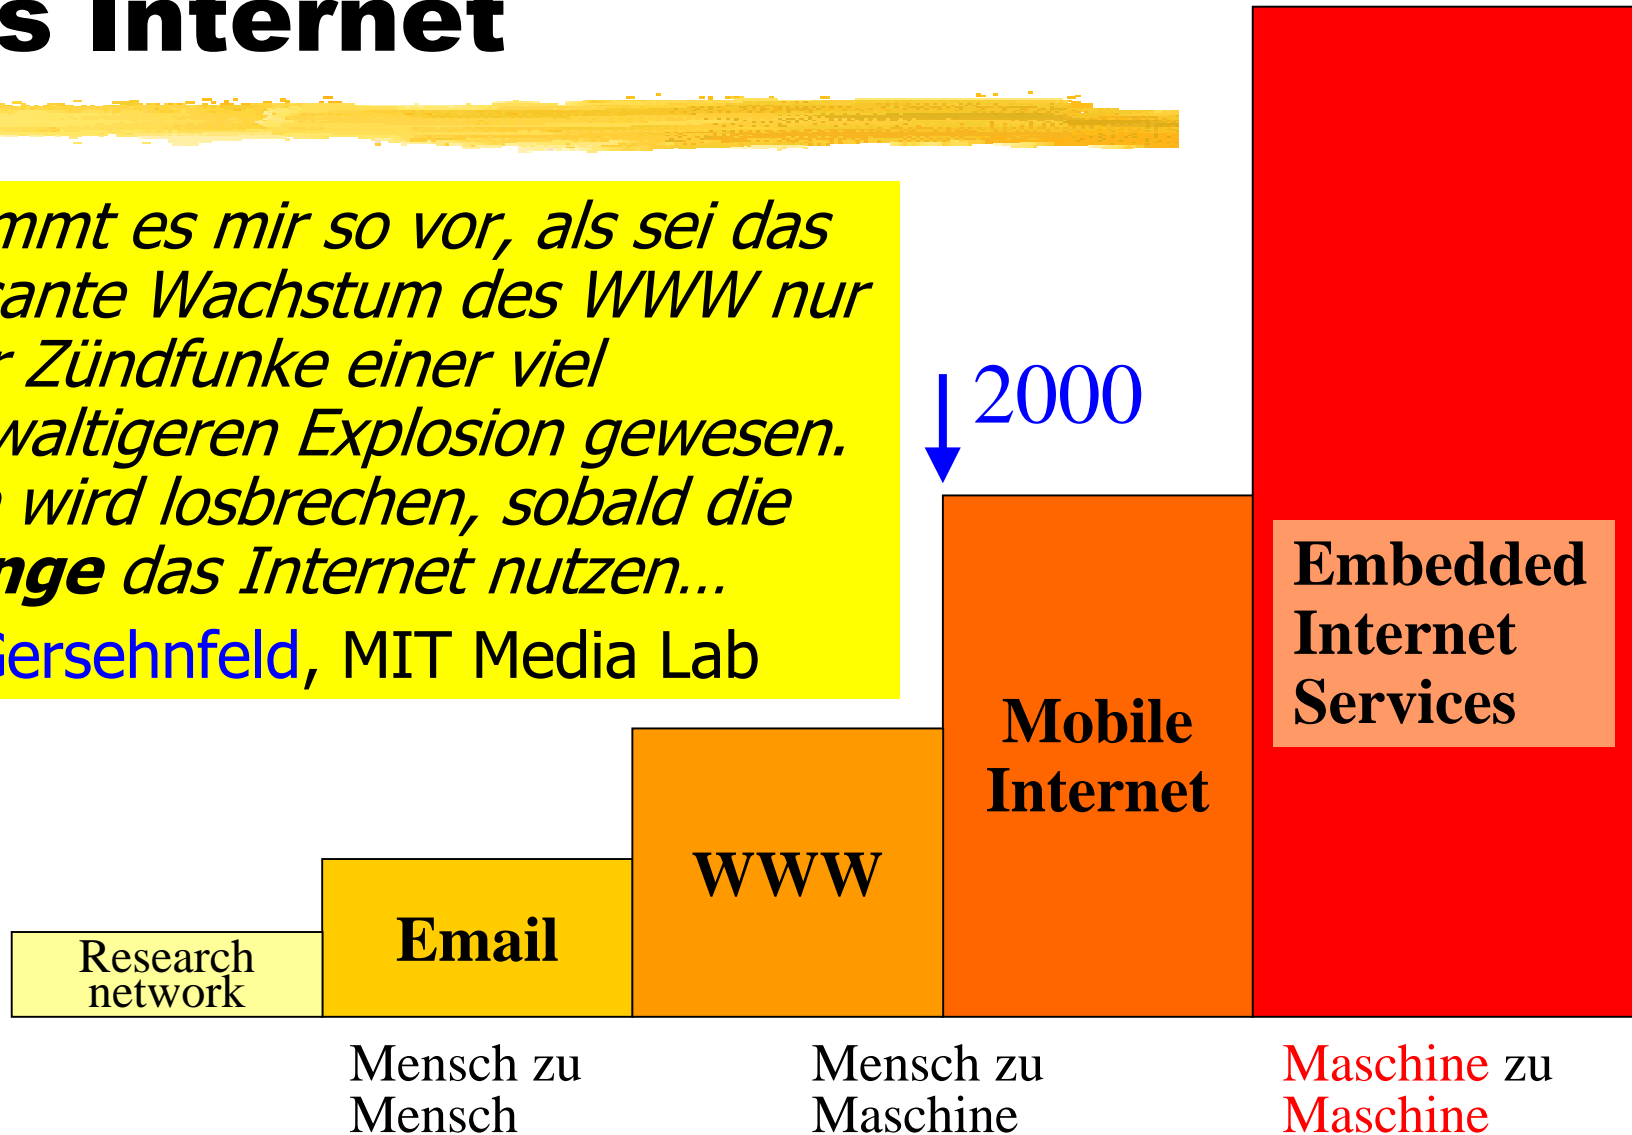 s Internet
mmt es mir so vor, als sei das
sante Wachstum des WWW nur
r Zündfunke einer viel
waltigeren Explosion gewesen.
wird losbrechen, sobald die
nge das Internet nutzen...
Gersehnfeld, MIT Media Lab
2000
Embedded
Internet
Services
Mobile
Internet
WWW
Email
Research
network
Mensch zu
Mensch
Mensch zu
Maschine
Maschine zu
Maschine